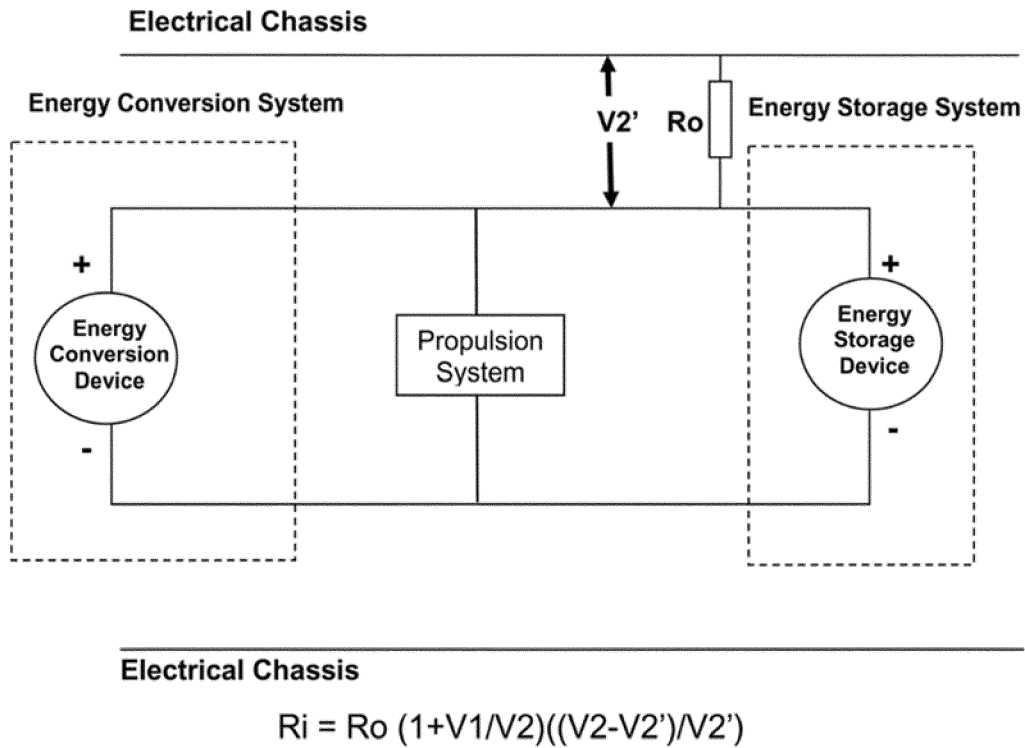 Electrical Chassis
Energy Conversion System
V2’
Ro
Energy Storage System
+
Energy
Conversion
Device
-
Propulsion
System
+
Energy
Storage
Device
-
Electrical Chassis
Ri = Ro (1+V1/V2)((V2-V2’)/V2’)